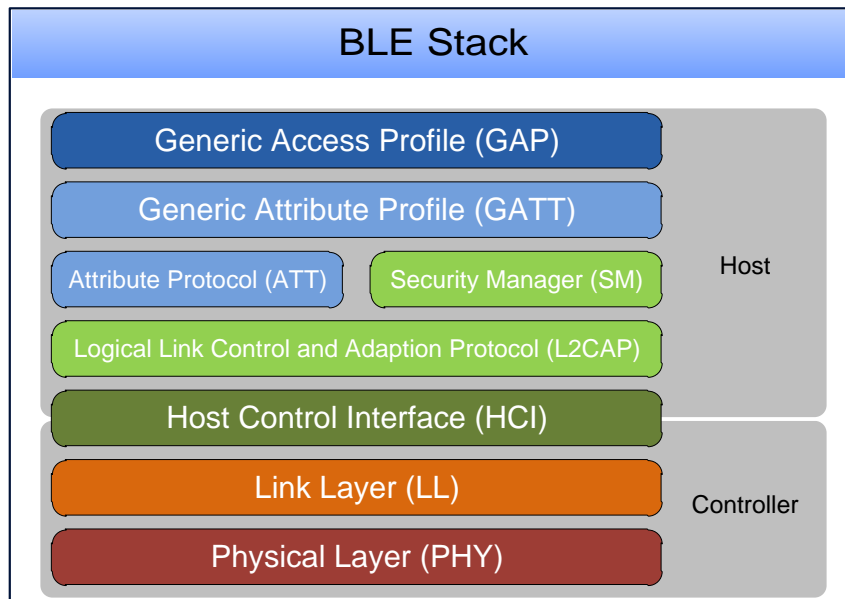 BLE Stack
Generic Access Profile (GAP)
Generic Attribute Profile (GATT)
Attribute Protocol (ATT)
Security Manager (SM)
Host
Logical Link Control and Adaption Protocol (L2CAP)
Host Control Interface (HCI)
Link Layer (LL)
Controller
Physical Layer (PHY)